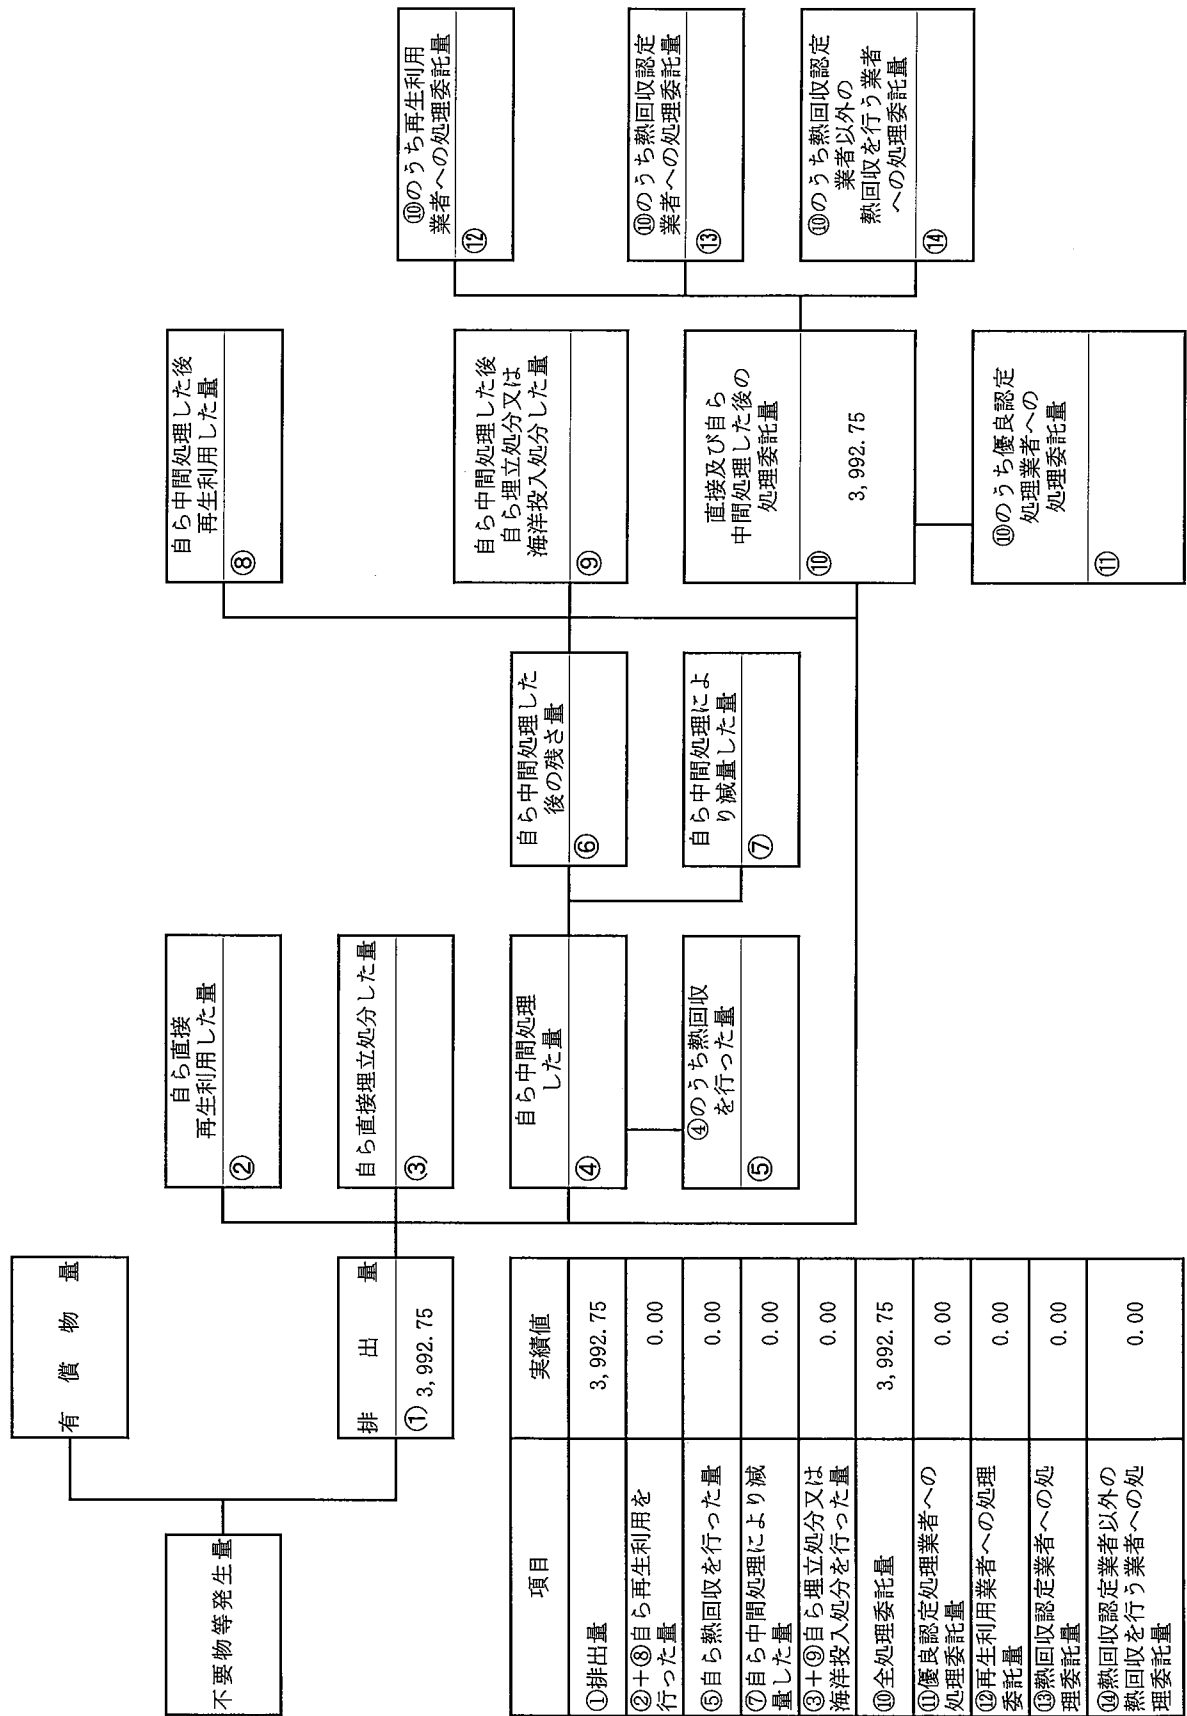 不要物等発生量
有償物量
排出量
① 3,992.75
自ら直接
再生利用した量
②
自ら直接埋立処分した量
③
自ら中間処理
した量
④
④のうち熱回収
を行った量
⑤
自ら中間処理した
後の残さ量
⑥
自ら中間処理によ
り減量した量
⑦
自ら中間処理した後
再生利用した量
⑧
自ら中間処理した後
自ら埋立処分又は
海洋投入処分した量
⑨
直接及び自ら
中間処理した後の
処理委託量
⑩
3,992.75
⑩のうち優良認定
処理業者への
処理委託量
⑪
⑩のうち再生利用
業者への処理委託量
⑫
⑩のうち熱回収認定
業者への処理委託量
⑬
⑩のうち熱回収認定
業者以外の
熱回収を行う業者
への処理委託量
⑭
項目 実績値
①排出量 3,992.75
②+⑧自ら再生利用を
行った量 0.00
⑤自ら熱回収を行った量 0.00
⑦自ら中間処理により減
量した量 0.00
③+⑨自ら埋立処分又は
海洋投入処分を行った量 0.00
⑩全処理委託量 3,992.75
⑪優良認定処理業者への
処理委託量 0.00
⑫再生利用業者への処理
委託量 0.00
⑬熱回収認定業者への処
理委託量 0.00
⑭熱回収認定業者以外の
熱回収を行う業者への処
理委託量 0.00